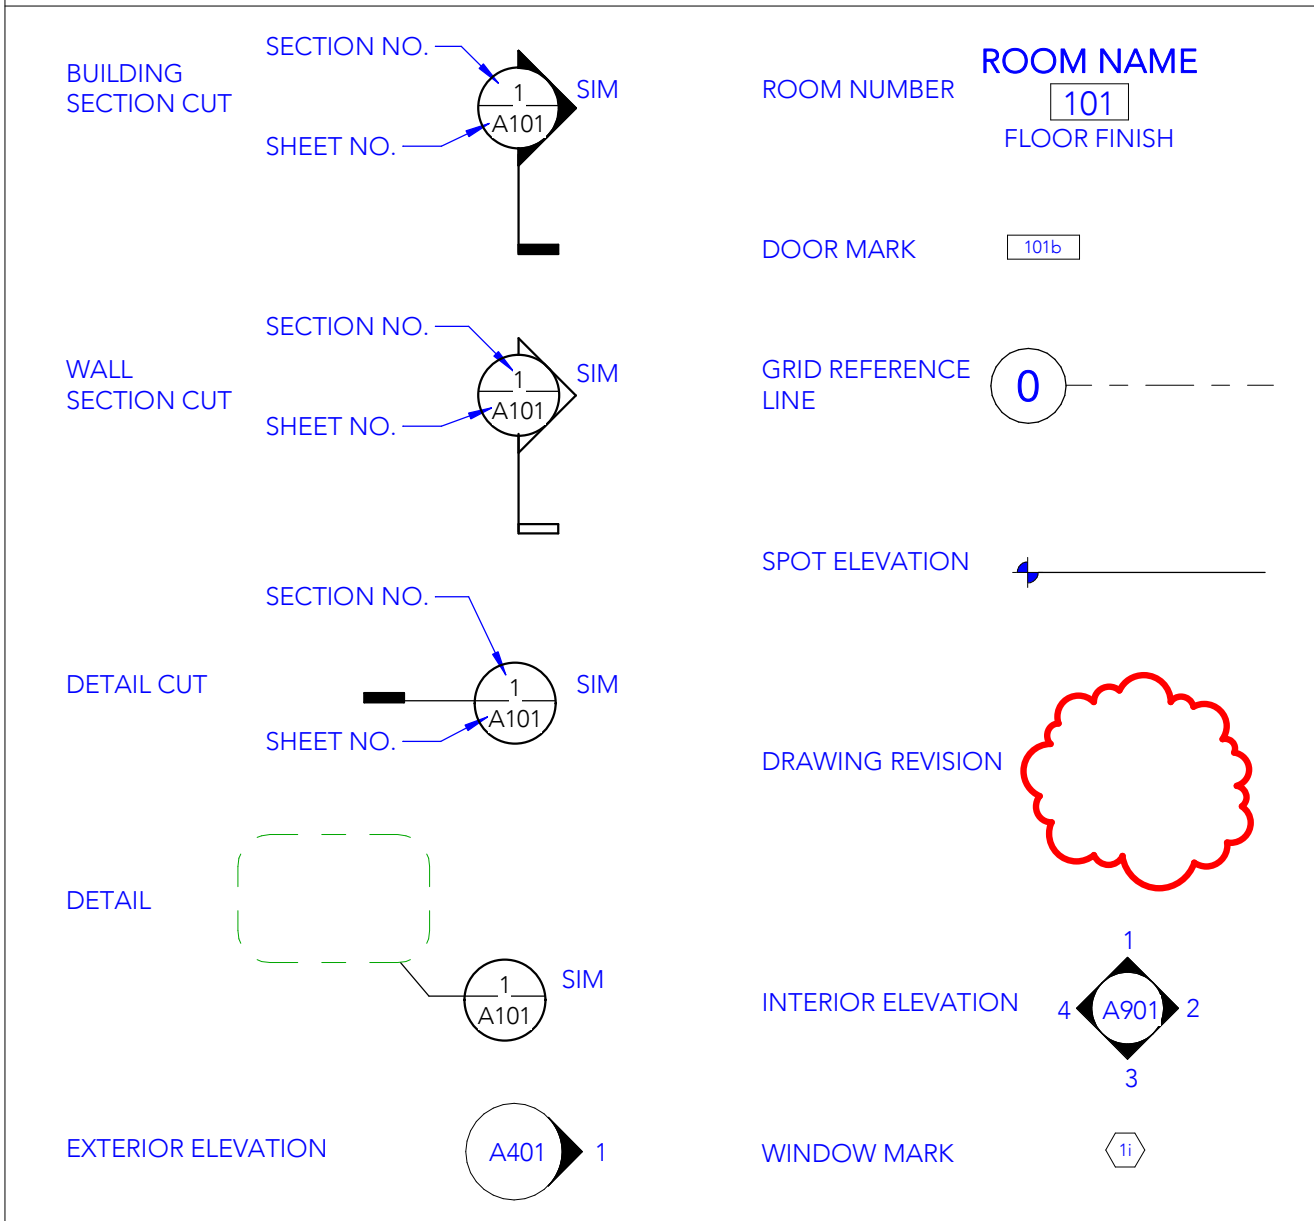 BUILDING
SECTION CUT
SECTION NO.
1
A101
SIM
SHEET NO.
WALL
SECTION CUT
SECTION NO.
1
A101
SIM
SHEET NO.
DETAIL CUT
SECTION NO.
1
A101
SIM
SHEET NO.
DETAIL
1
A101
SIM
EXTERIOR ELEVATION
A401
1
ROOM NUMBER
ROOM NAME
101
FLOOR FINISH
DOOR MARK
101b
GRID REFERENCE
LINE
0
SPOT ELEVATION
DRAWING REVISION
INTERIOR ELEVATION
1
4
A901
2
3
WINDOW MARK
1i